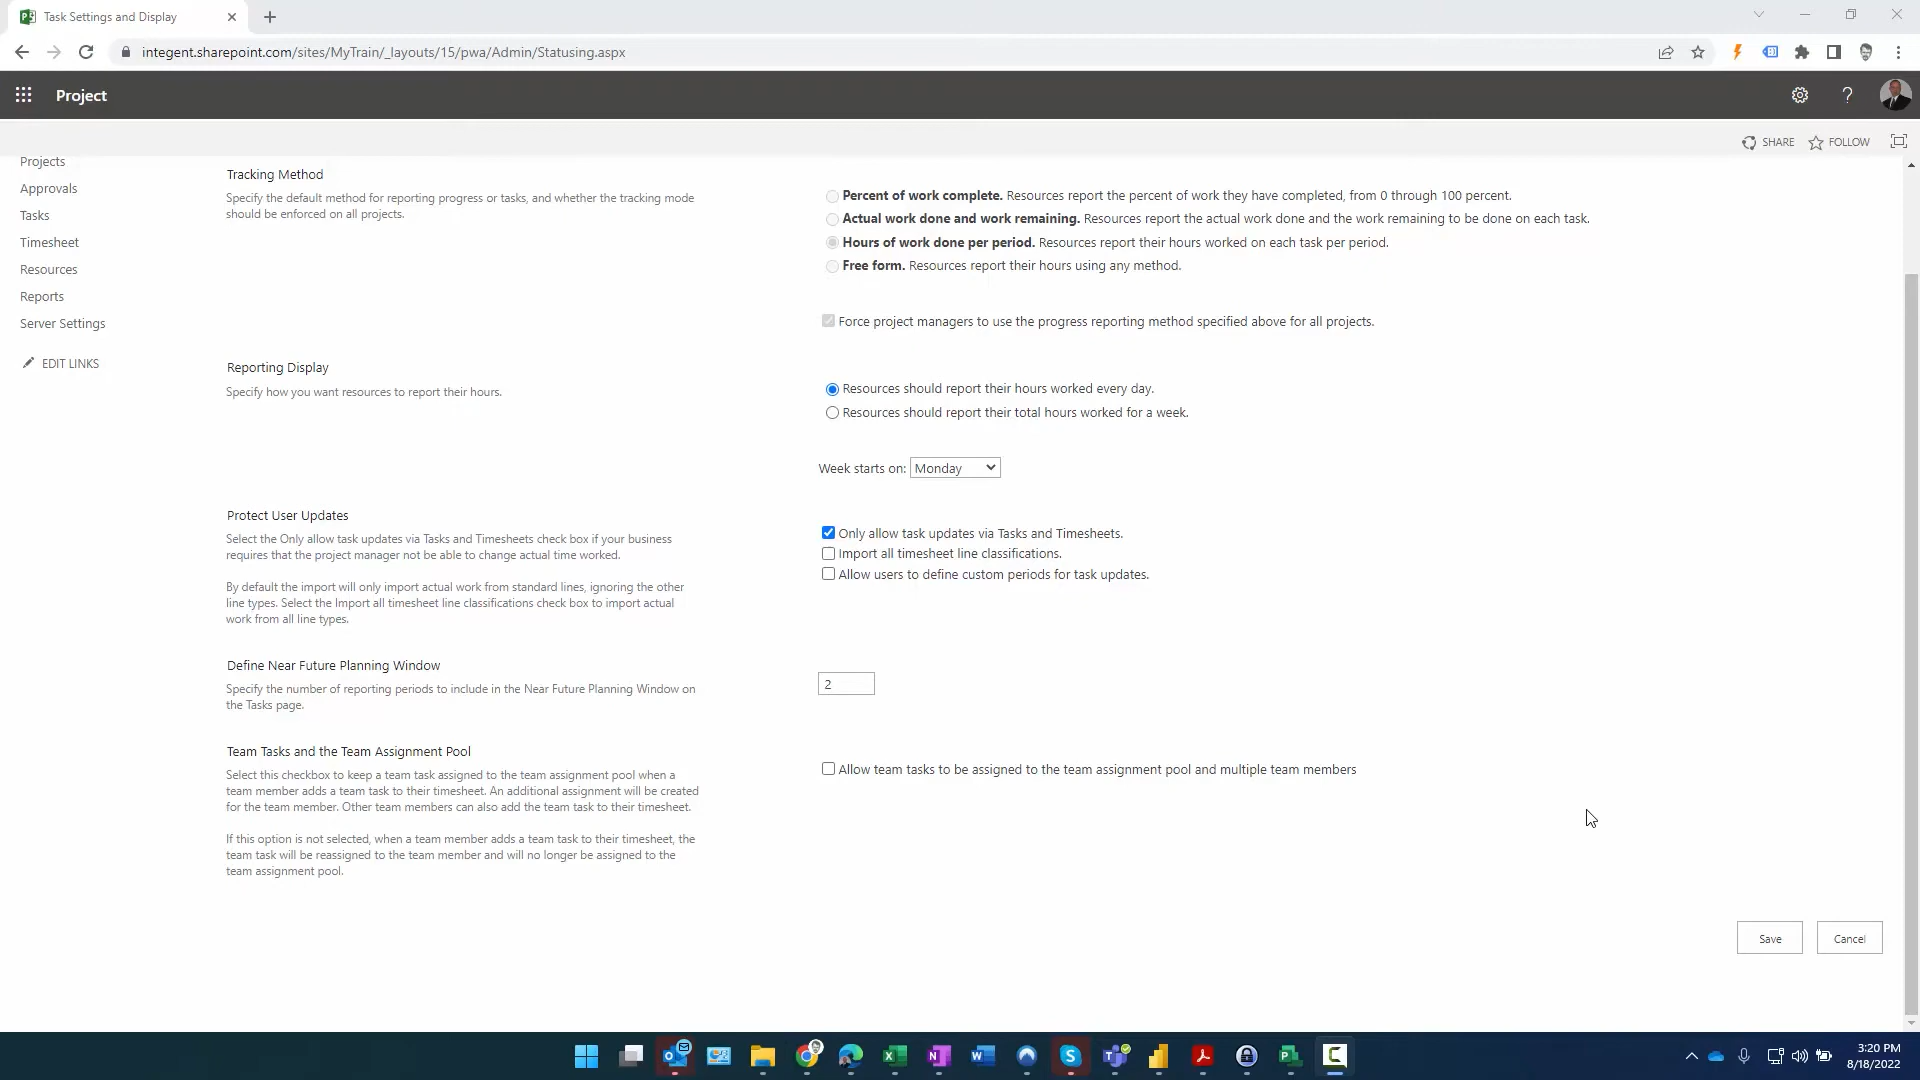 Task Settings and Display
integent.sharepoint.com/sites/MyTrain/_layouts/15/pwa/Admin/Statusing.aspx
Project
SHARE
FOLLOW
Projects
Approvals
Tasks
Timesheet
Resources
Reports
Server Settings
EDIT LINKS
Tracking Method
Specify the default method for reporting progress or tasks, and whether the tracking mode
should be enforced on all projects.
Percent of work complete. Resources report the percent of work they have completed, from 0 through 100 percent.
Actual work done and work remaining. Resources report the actual work done and the work remaining to be done on each task.
Hours of work done per period. Resources report their hours worked on each task per period.
Free form. Resources report their hours using any method.
Force project managers to use the progress reporting method specified above for all projects.
Reporting Display
Specify how you want resources to report their hours.
Resources should report their hours worked every day.
Resources should report their total hours worked for a week.
Week starts on: Monday
Protect User Updates
Select the Only allow task updates via Tasks and Timesheets check box if your business
requires that the project manager not be able to change actual time worked.
By default the import will only import actual work from standard lines, ignoring the other
line types. Select the Import all timesheet line classifications check box to import actual
work from all line types.
Only allow task updates via Tasks and Timesheets.
Import all timesheet line classifications.
Allow users to define custom periods for task updates.
Define Near Future Planning Window
Specify the number of reporting periods to include in the Near Future Planning Window on
the Tasks page.
2
Team Tasks and the Team Assignment Pool
Select this checkbox to keep a team task assigned to the team assignment pool when a
team member adds a team task to their timesheet. An additional assignment will be created
for the team member. Other team members can also add the team task to their timesheet.
If this option is not selected, when a team member adds a team task to their timesheet, the
team task will be reassigned to the team member and will no longer be assigned to the
team assignment pool.
Allow team tasks to be assigned to the team assignment pool and multiple team members
Save
Cancel
3:20 PM
8/18/2022